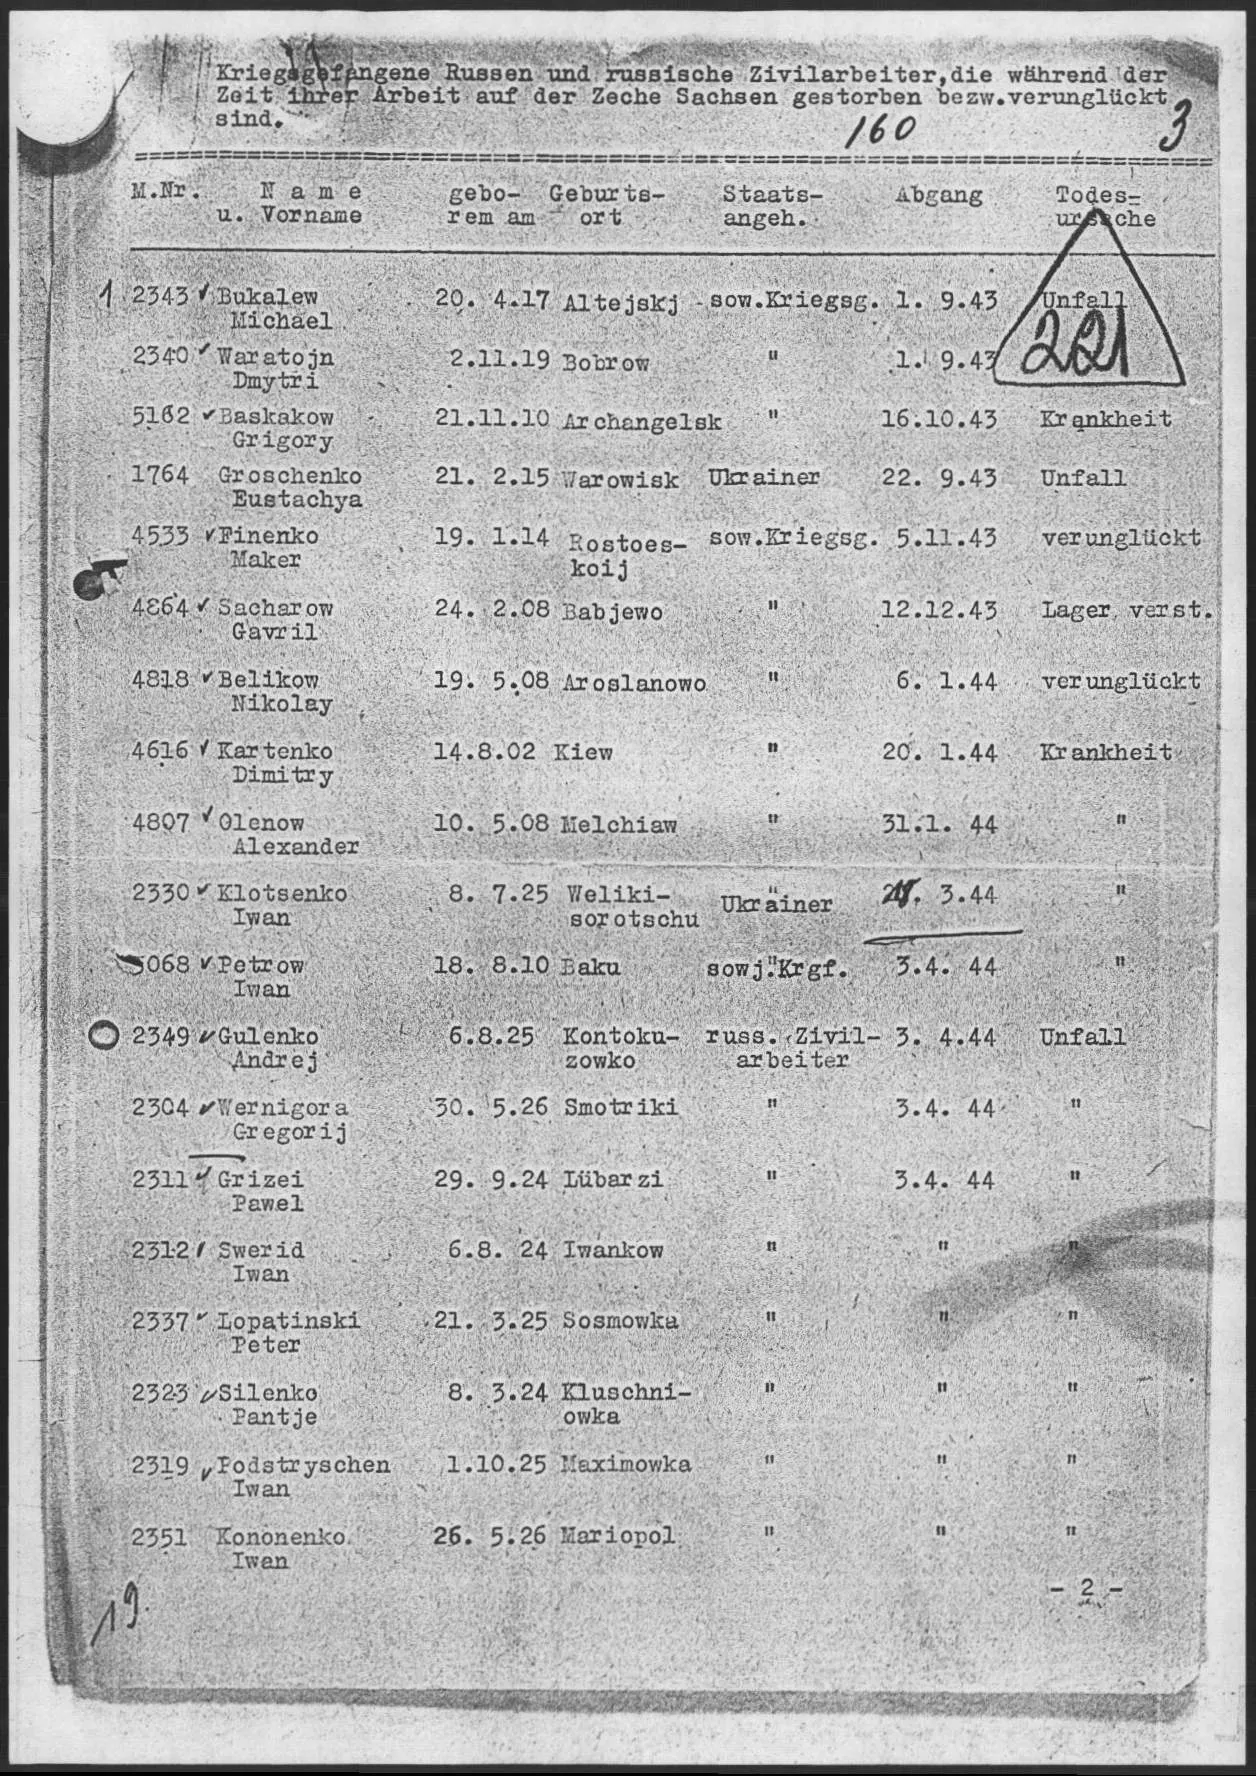 Kriegsgefangene Russen und russische Zivilarbeiter, die während der
Zeit ihrer Arbeit auf der Zeche Sachsen gestorben bezw. verunglückt
sind.
160 3
M.Nr. N a m e gebo- Geburts- Staats- Abgang Todes-
u. Vorname rem am ort angeh. ursache
1 2343 Bukalew 20. 4.17 Altejskj sow.Kriegsg. 1. 9.43 Unfall
Michael
221
2340 Waratojn 2.11.19 Bobrow " 1. 9.43
Dmytri
5162 Baskakow 21.11.10 Archangelsk " 16.10.43 Krankheit
Grigory
1764 Groschenko 21. 2.15 Warowisk Ukrainer 22. 9.43 Unfall
Eustachya
4533 Finenko 19. 1.14 Rostoes- sow.Kriegsg. 5.11.43 verunglückt
Maker koij
4864 Sacharow 24. 2.08 Babjewo " 12.12.43 Lager verst.
Gavril
4818 Belikow 19. 5.08 Aroslanowo " 6. 1.44 verunglückt
Nikolay
4616 Kartenko 14.8.02 Kiew " 20. 1.44 Krankheit
Dimitry
4807 Olenow 10. 5.08 Melchiaw " 31.1. 44 "
Alexander
2330 Klotsenko 8. 7.25 Weliki- Ukrainer 3.44 "
Iwan sorotschu
5068 Petrow 18. 8.10 Baku sowj."Krgf. 3.4. 44 "
Iwan
2349 Gulenko 6.8.25 Kontoku- russ. Zivil- 3. 4.44 Unfall
Andrej zowko arbeiter
2304 Wernigora 30. 5.26 Smotriki " 3.4. 44 "
Gregorij
2311 Grizei 29. 9.24 Lübarzi " 3.4. 44 "
Pawel
2312 Swerid 6.8. 24 Iwankow " " "
Iwan
2337 Lopatinski 21. 3.25 Sosmowka " " "
Peter
2323 Silenko 8. 3.24 Kluschni- " " "
Pantje owka
2319 Podstryschen 1.10.25 Maximowka " " "
Iwan
2351 Kononenko 26. 5.26 Mariopol " " "
Iwan
- 2 -
19.